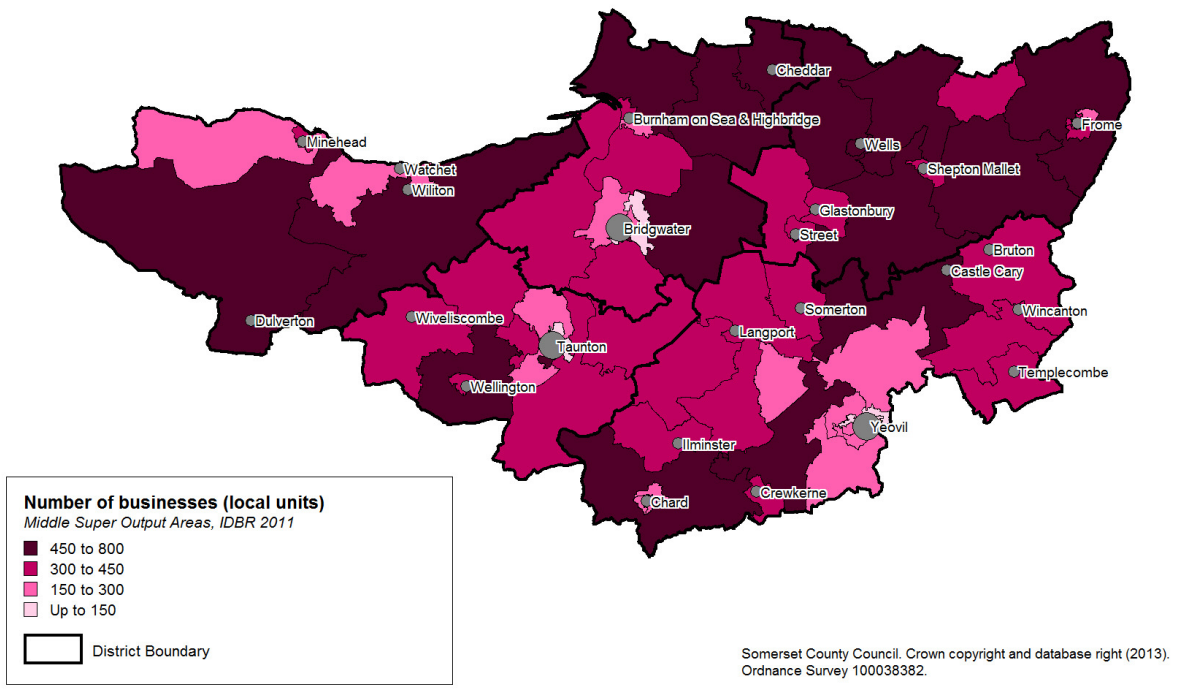 Cheddar
Burnham on Sea & Highbridge
Frome
Minehead
Wells
Watchet
Shepton Mallet
Wiliton
Glastonbury
Bridgwater
Street
Bruton
Castle Cary
Somerton
Wincanton
Wiveliscombe
Dulverton
Langport
Taunton
Templecombe
Wellington
Yeovil
Ilminster
Crewkerne
Chard
Number of businesses (local units)
Middle Super Output Areas, IDBR 2011
450 to 800
300 to 450
150 to 300
Up to 150
District Boundary
Somerset County Council. Crown copyright and database right (2013).
Ordnance Survey 100038382.